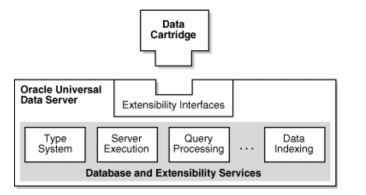 Data
Cartridge
Oracle Universal
Data Server
Extensibility Interfaces
Type
System
Server
Execution
Query
Processing
...
Data
Indexing
Database and Extensibility Services